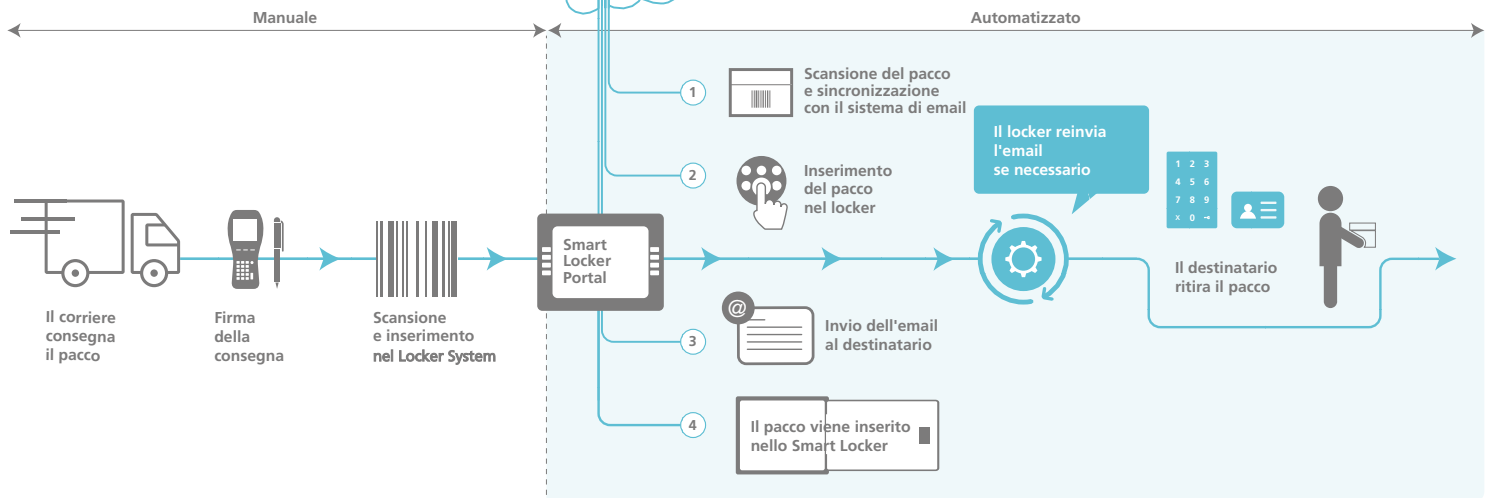 Manuale
Automatizzato
Il corriere
consegna
il pacco
Firma
della
consegna
Scansione
e inserimento
nel Locker System
Smart
Locker
Portal
1
Scansione del pacco
e sincronizzazione
con il sistema di email
2
Inserimento
del pacco
nel locker
3
@
Invio dell'email
al destinatario
4
Il pacco viene inserito
nello Smart Locker
Il locker reinvia
l'email
se necessario
1 2 3
4 5 6
7 8 9
x 0 →
Il destinatario
ritira il pacco